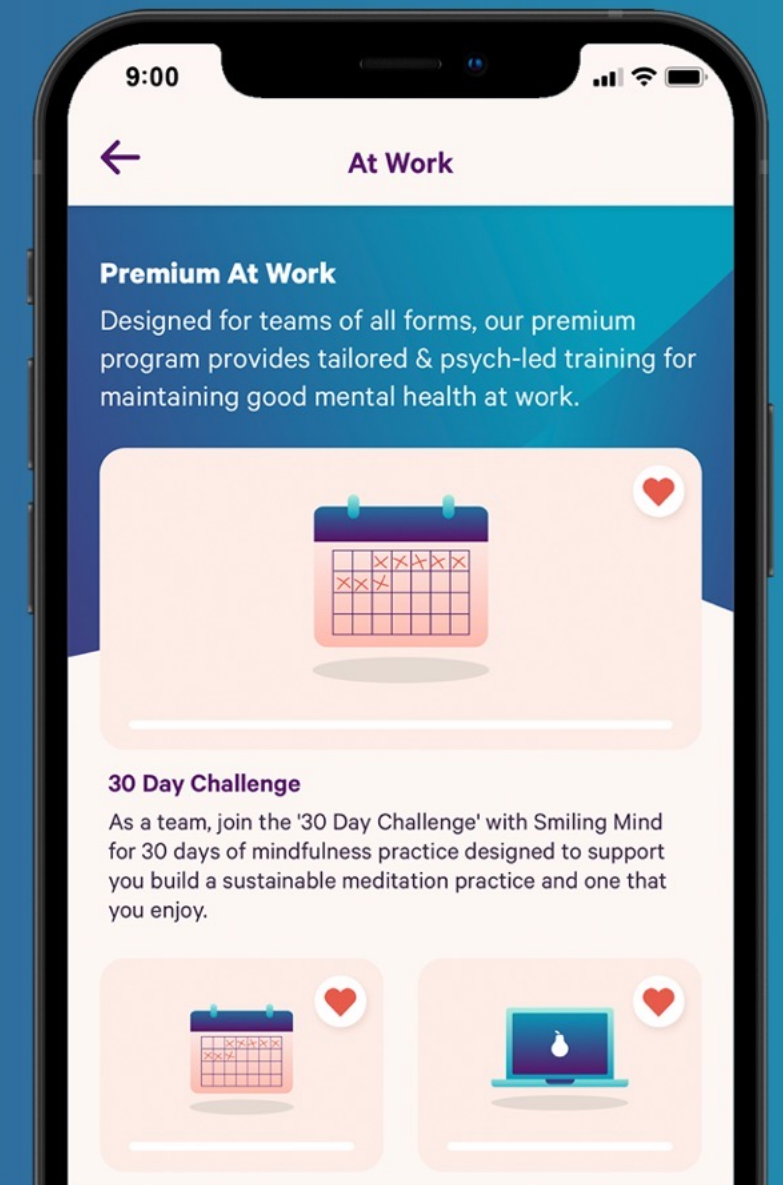 9:00
At Work
Premium At Work
Designed for teams of all forms, our premium
program provides tailored & psych-led training for
maintaining good mental health at work.
30 Day Challenge
As a team, join the '30 Day Challenge' with Smiling Mind
for 30 days of mindfulness practice designed to support
you build a sustainable meditation practice and one that
you enjoy.